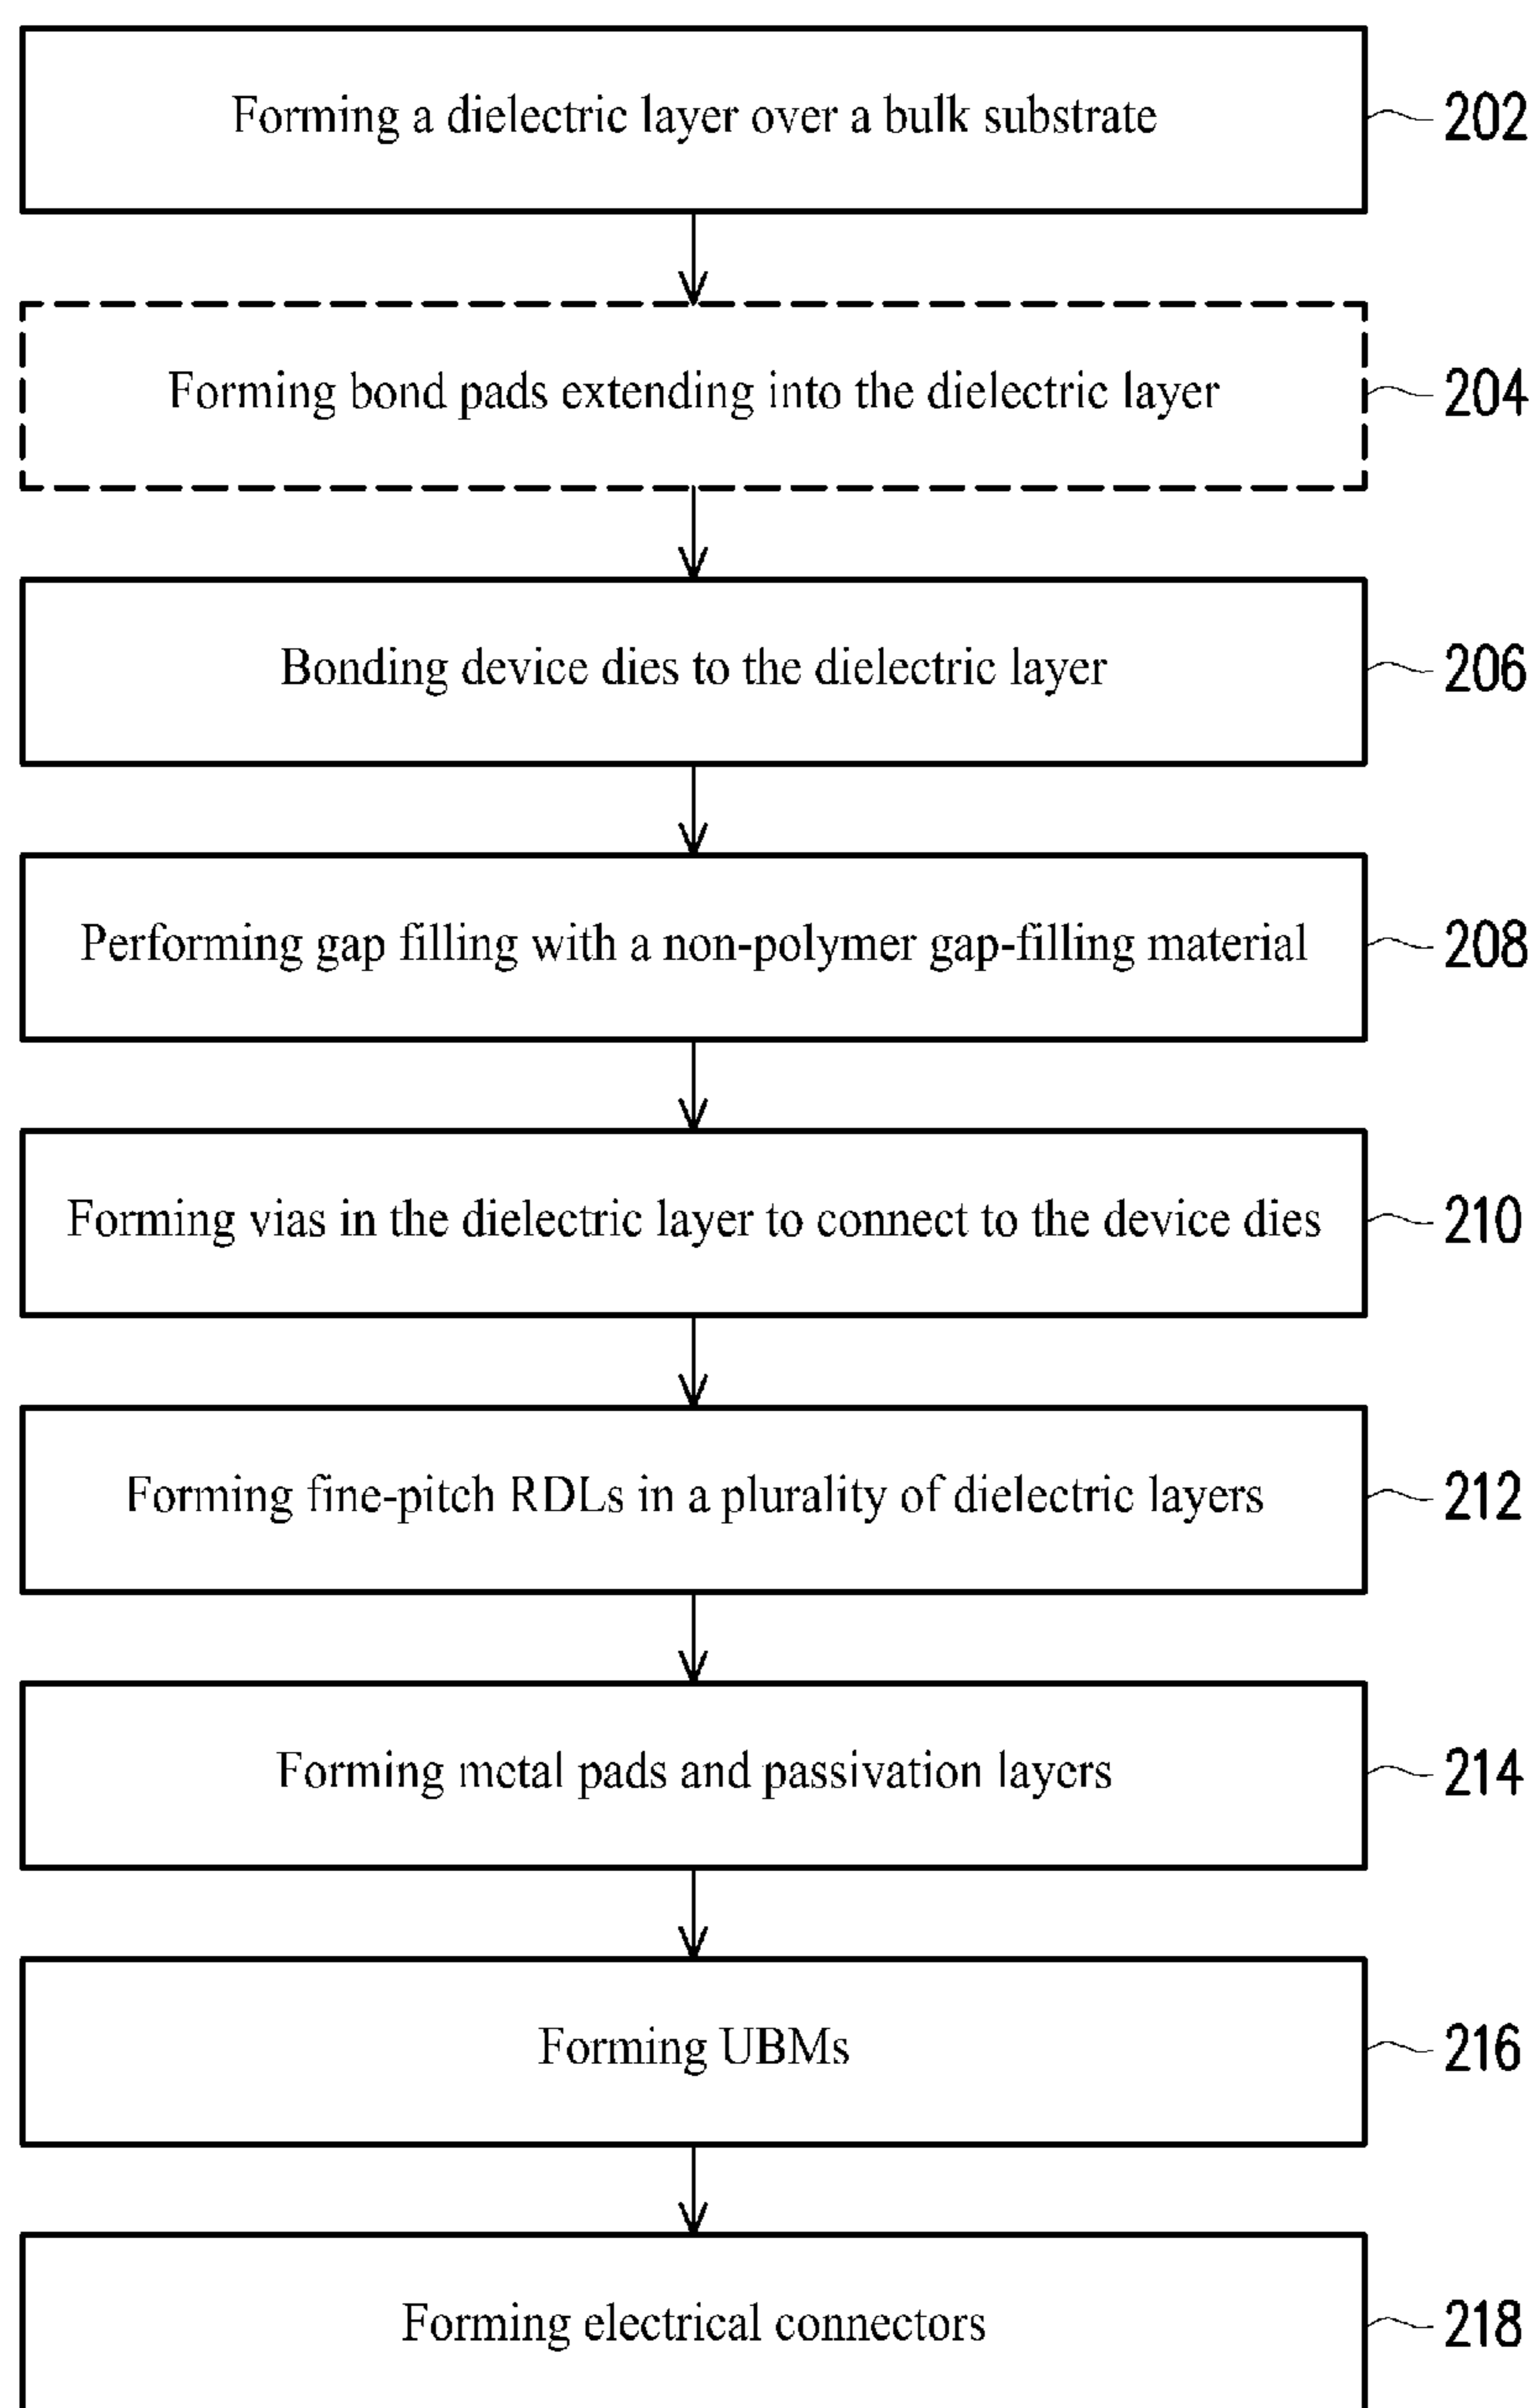 Forming a dielectric layer over a bulk substrate
202
Forming bond pads extending into the dielectric layer
204
Bonding device dies to the dielectric layer
206
Performing gap filling with a non-polymer gap-filling material
208
Forming vias in the dielectric layer to connect to the device dies
210
Forming fine-pitch RDLs in a plurality of dielectric layers
212
Forming metal pads and passivation layers
214
Forming UBMs
216
Forming electrical connectors
218